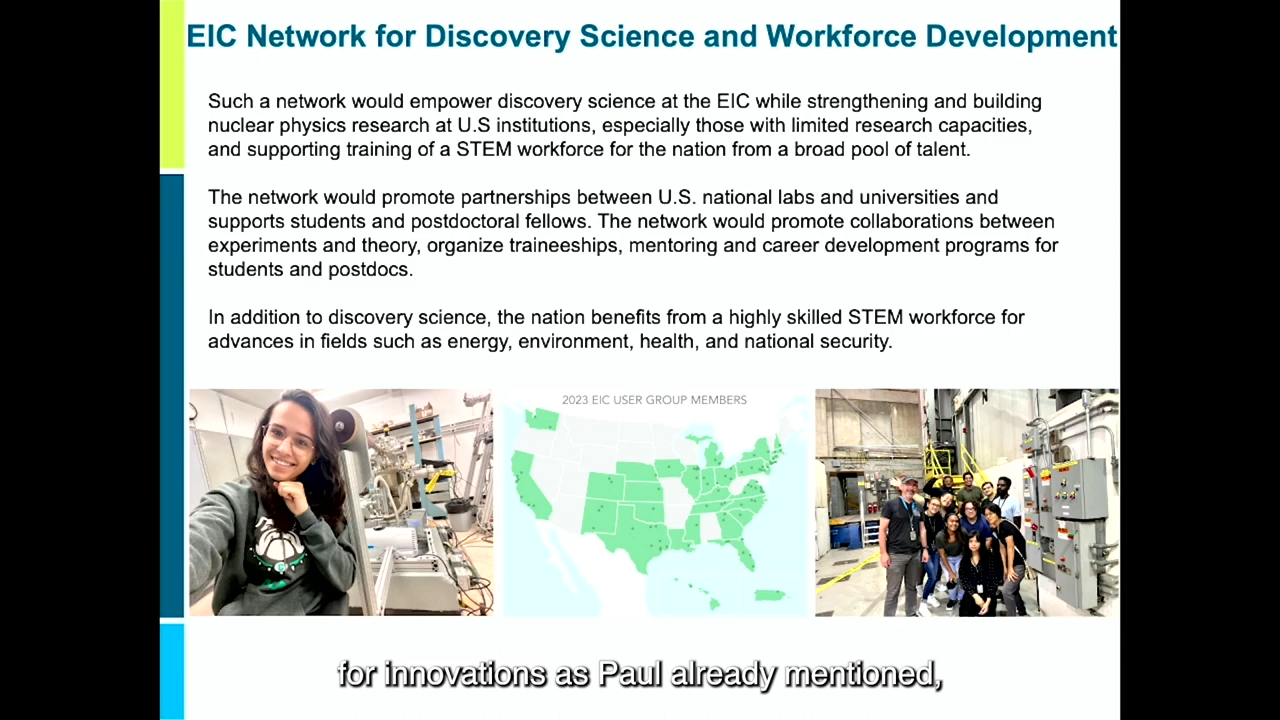 EIC Network for Discovery Science and Workforce Development
Such a network would empower discovery science at the EIC while strengthening and building
nuclear physics research at U.S institutions, especially those with limited research capacities,
and supporting training of a STEM workforce for the nation from a broad pool of talent.
The network would promote partnerships between U.S. national labs and universities and
supports students and postdoctoral fellows. The network would promote collaborations between
experiments and theory, organize traineeships, mentoring and career development programs for
students and postdocs.
In addition to discovery science, the nation benefits from a highly skilled STEM workforce for
advances in fields such as energy, environment, health, and national security.
2023 EIC USER GROUP MEMBERS
for innovations as Paul already mentioned,